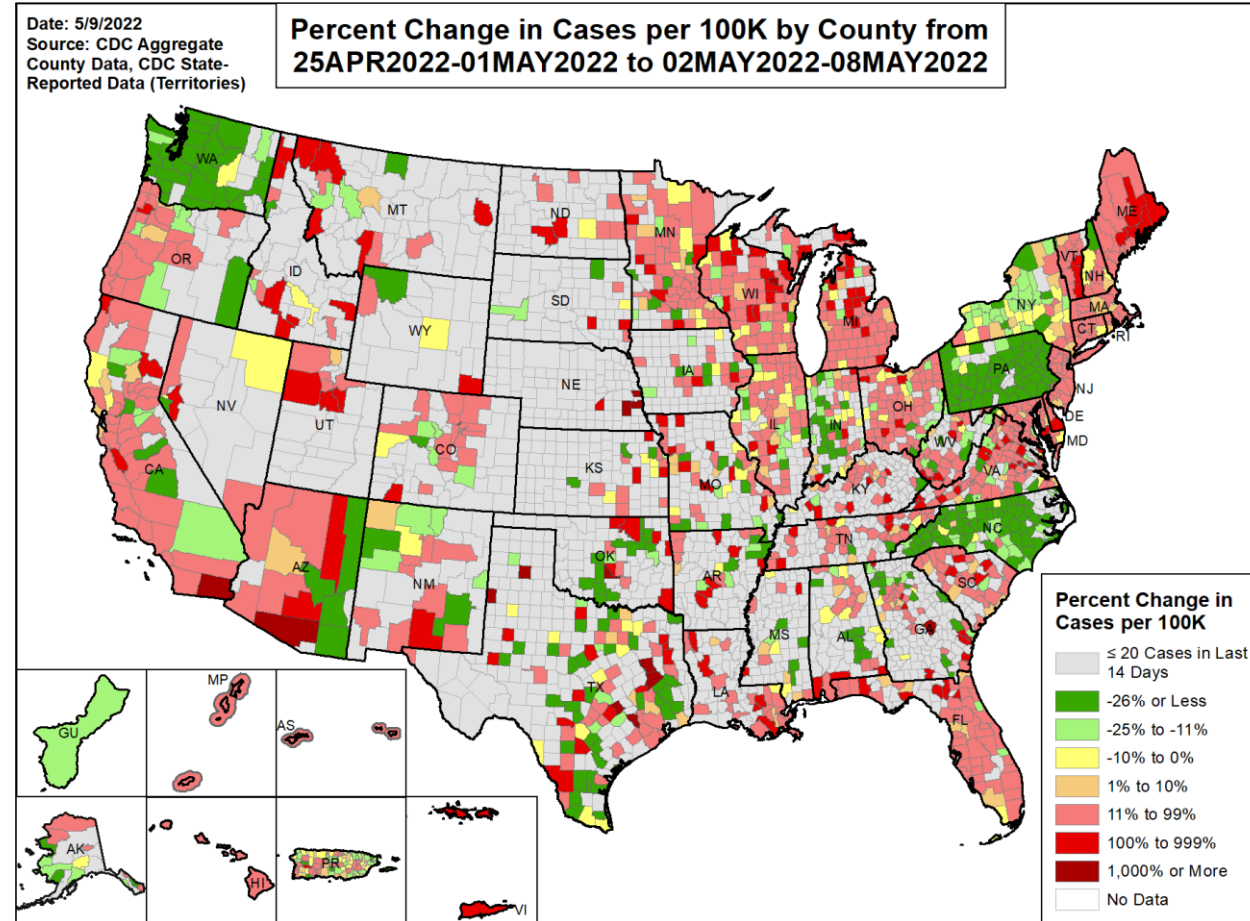 Date: 5/9/2022
Source: CDC Aggregate
County Data, CDC State-
Reported Data (Territories)
Percent Change in Cases per 100K by County from
25APR2022-01MAY2022 to 02MAY2022-08MAY2022
WA
MT
ND
MN
ME
OR
ID
SD
WI
MI
VT
NH
NY
MA
CT
RI
WY
IA
PA
NV
NE
NJ
UT
CO
IL
IN
OH
DE
MD
WV
VA
CA
KS
MO
KY
AZ
NM
OK
AR
TN
NC
SC
TX
LA
MS
AL
GA
FL
GU
MP
AS
AK
HI
PR
VI
Percent Change in
Cases per 100K
≤ 20 Cases in Last
14 Days
-26% or Less
-25% to -11%
-10% to 0%
1% to 10%
11% to 99%
100% to 999%
1,000% or More
No Data